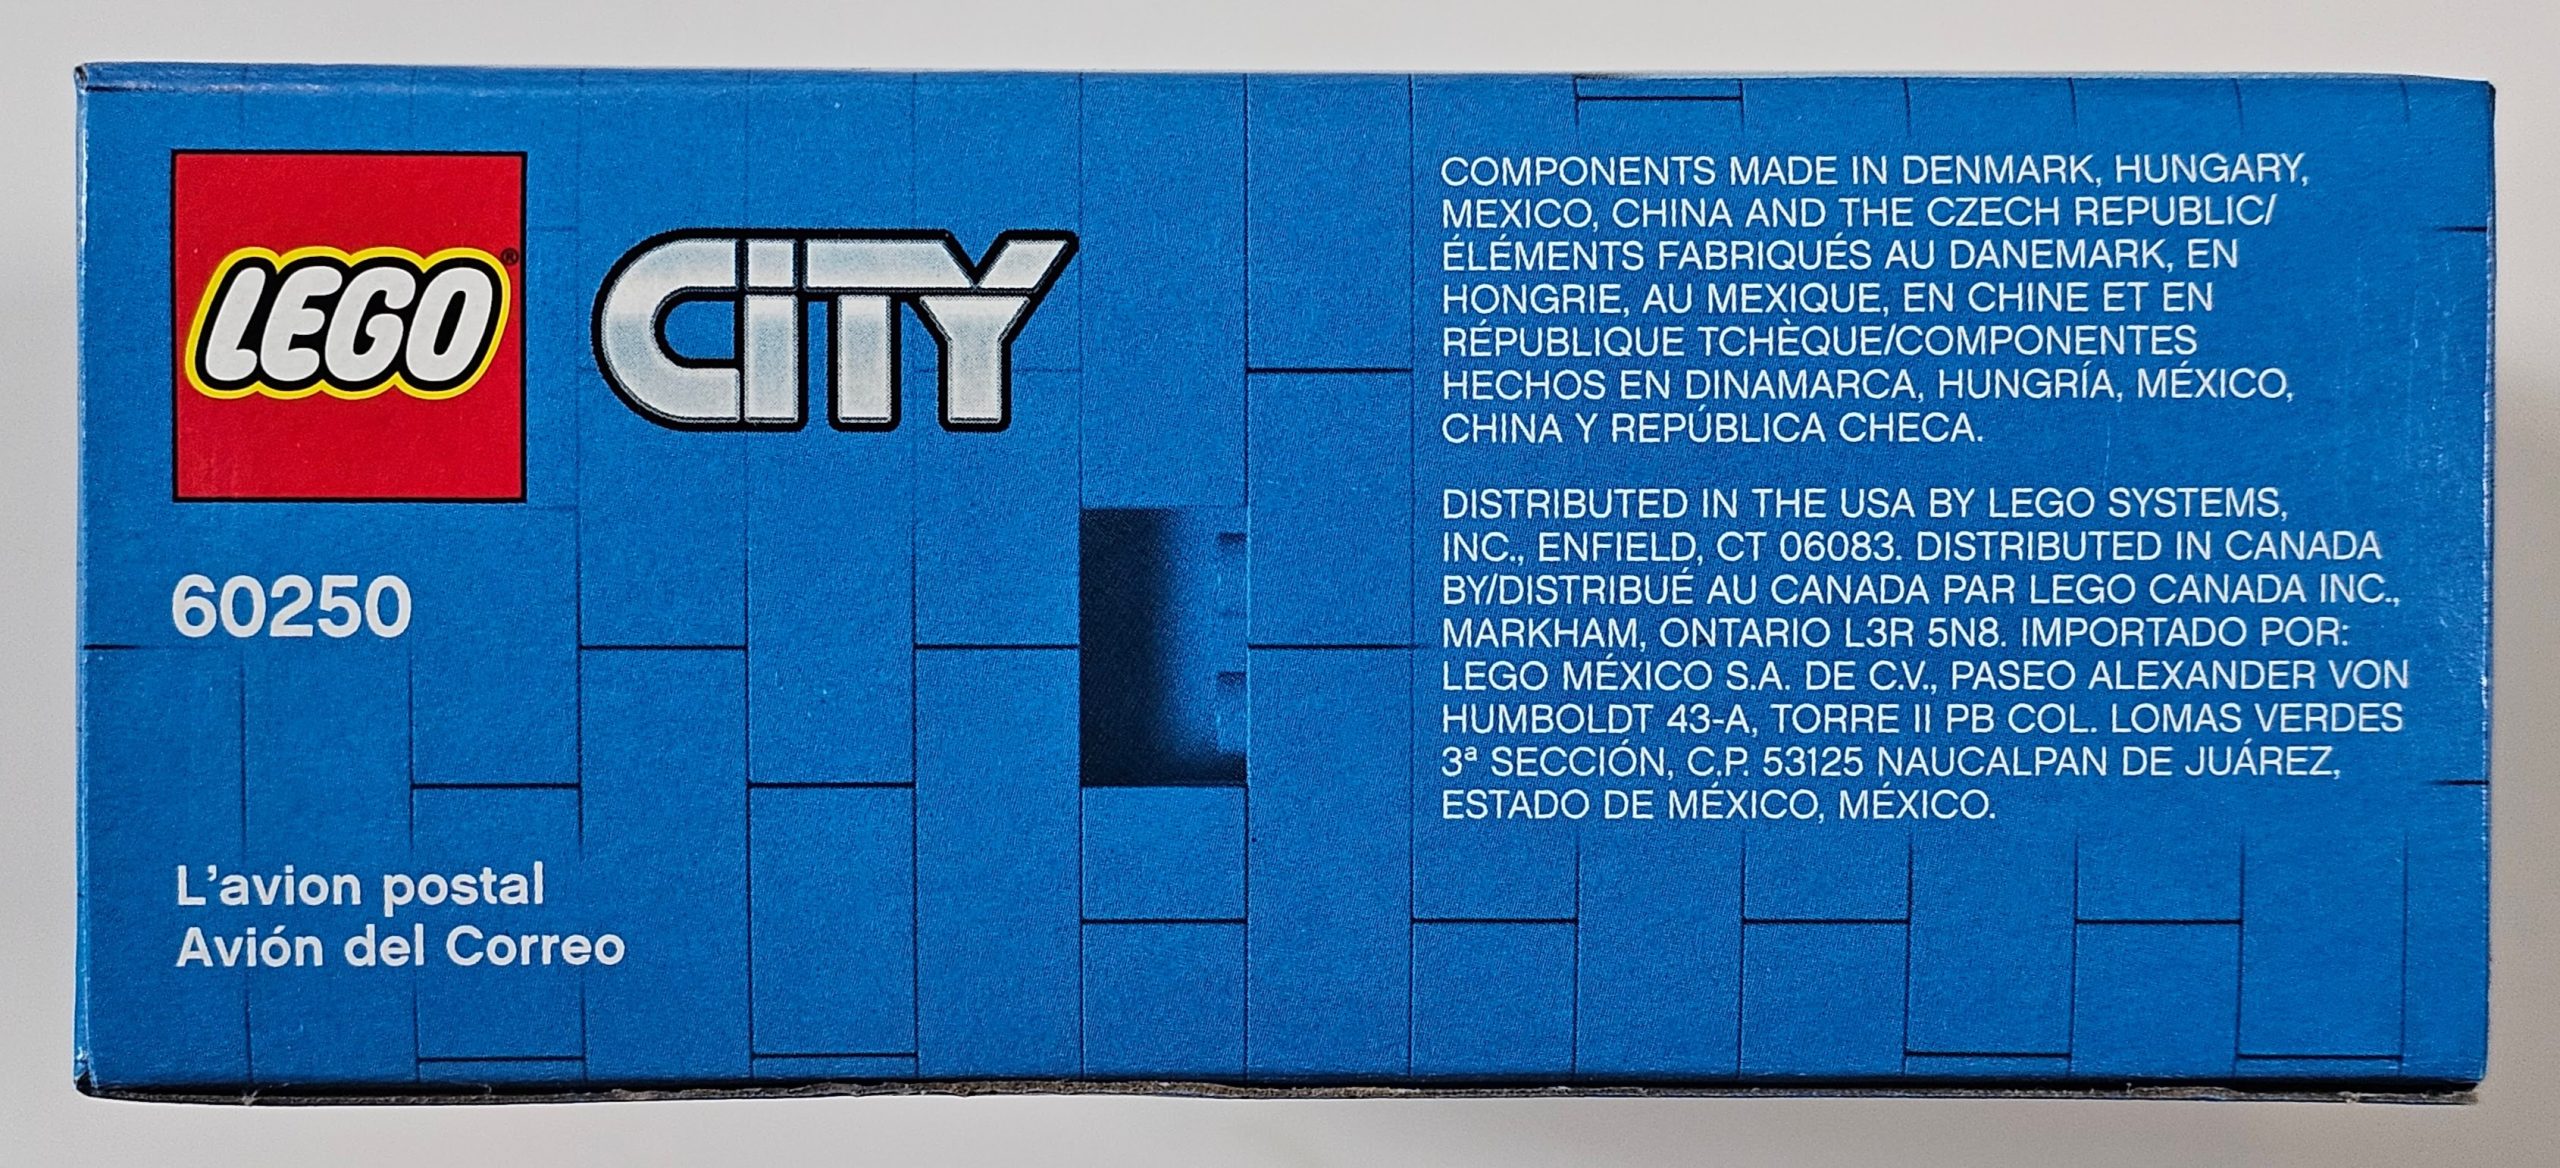 LEGO®
CITY
60250
L'avion postal
Avión del Correo
COMPONENTS MADE IN DENMARK, HUNGARY,
MEXICO, CHINA AND THE CZECH REPUBLIC/
ÉLÉMENTS FABRIQUÉS AU DANEMARK, EN
HONGRIE, AU MEXIQUE, EN CHINE ET EN
RÉPUBLIQUE TCHÈQUE/COMPONENTES
HECHOS EN DINAMARCA, HUNGRÍA, MÉXICO,
CHINA Y REPÚBLICA CHECA.
DISTRIBUTED IN THE USA BY LEGO SYSTEMS,
INC., ENFIELD, CT 06083. DISTRIBUTED IN CANADA
BY/DISTRIBUÉ AU CANADA PAR LEGO CANADA INC.,
MARKHAM, ONTARIO L3R 5N8. IMPORTADO POR:
LEGO MÉXICO S.A. DE C.V., PASEO ALEXANDER VON
HUMBOLDT 43-A, TORRE II PB COL. LOMAS VERDES
3ª SECCIÓN, C.P. 53125 NAUCALPAN DE JUÁREZ,
ESTADO DE MÉXICO, MÉXICO.